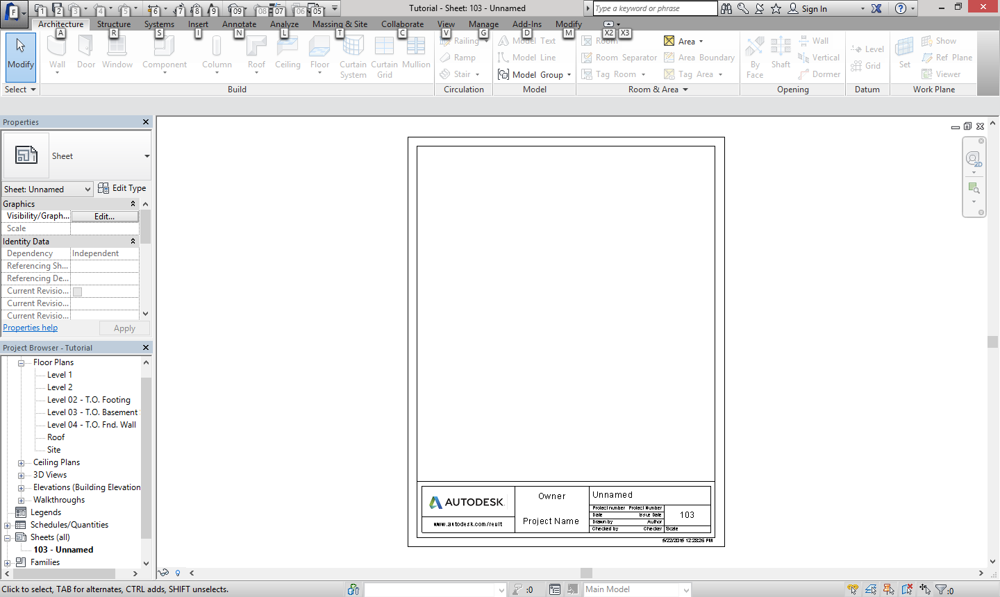 F
1
2
3
4
5
6
7
8
9
09
08
07
06
05
Tutorial - Sheet: 103 - Unnamed
Type a keyword or phrase
Sign In
Architecture
Structure
Systems
Insert
Annotate
Analyze
Massing & Site
Collaborate
View
Manage
Add-Ins
Modify
A
R
S
I
N
L
T
C
V
G
D
M
X2
X3
Modify
Select
Wall
Door
Window
Component
Column
Roof
Ceiling
Floor
Curtain System
Curtain Grid
Mullion
Build
Railing
Ramp
Stair
Circulation
Model Text
Model Line
Model Group
Model
Room
Room Separator
Tag Room
Area
Area Boundary
Tag Area
Room & Area
By Face
Shaft
Wall
Vertical
Dormer
Opening
Level
Grid
Datum
Set
Show
Ref Plane
Viewer
Work Plane
Properties
Sheet
Sheet: Unnamed
Edit Type
Graphics
Visibility/Graph... Edit...
Scale
Identity Data
Dependency Independent
Referencing Sh...
Referencing De...
Current Revisio...
Current Revisio...
Current Revisio...
Properties help
Apply
Project Browser - Tutorial
Floor Plans
Level 1
Level 2
Level 02 - T.O. Footing
Level 03 - T.O. Basement
Level 04 - T.O. Fnd. Wall
Roof
Site
Ceiling Plans
3D Views
Elevations (Building Elevation
Walkthroughs
Legends
Schedules/Quantities
Sheets (all)
103 - Unnamed
Families
2D
AUTODESK.
www.autodesk.com/revit
Owner
Project Name
Unnamed
Project number Project Number
Date Issue Date
Drawn by Author
Checked by Checker
103
Scale
5/22/2015 12:28:26 PM
Click to select, TAB for alternates, CTRL adds, SHIFT unselects.
:0
Main Model
:0